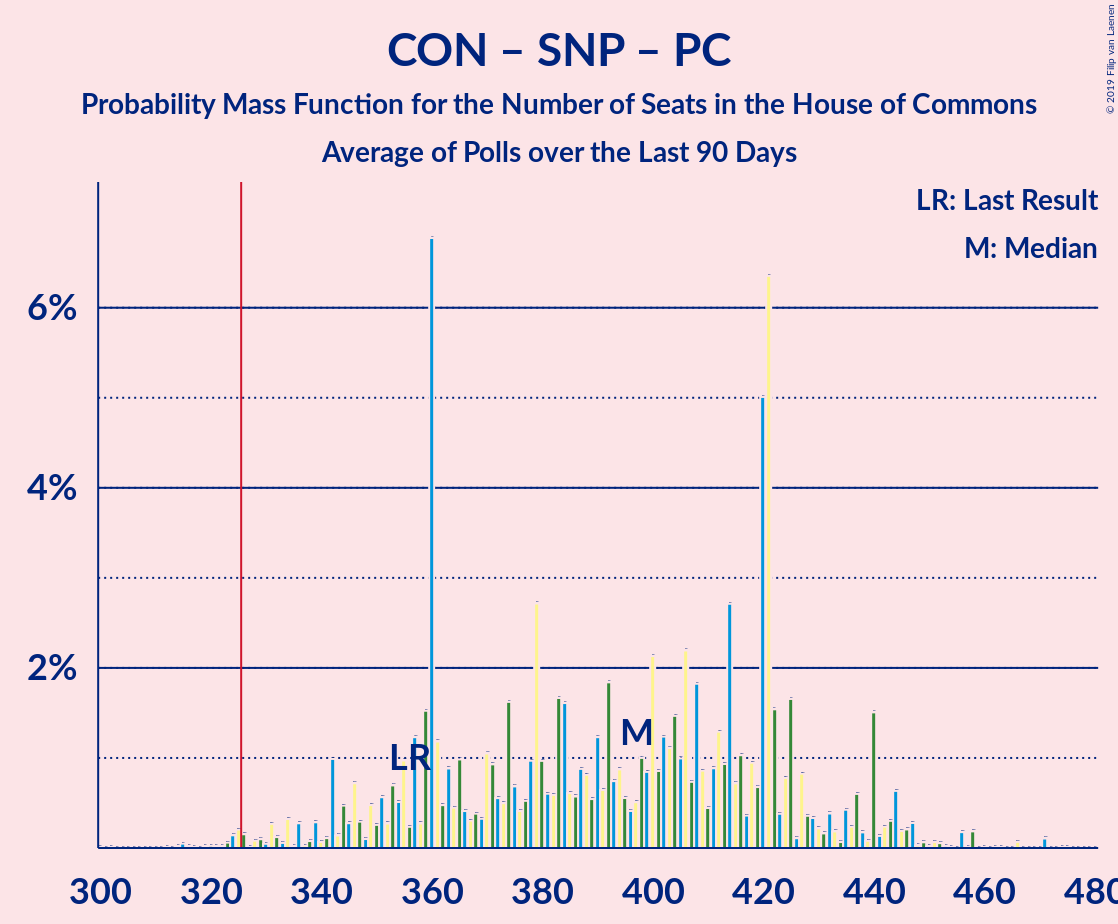 CON – SNP – PC
Probability Mass Function for the Number of Seats in the House of Commons
Average of Polls over the Last 90 Days
© 2019 Filip van Laenen
LR: Last Result
M: Median
6%
4%
2%
LR
M
300 320 340 360 380 400 420 440 460 480